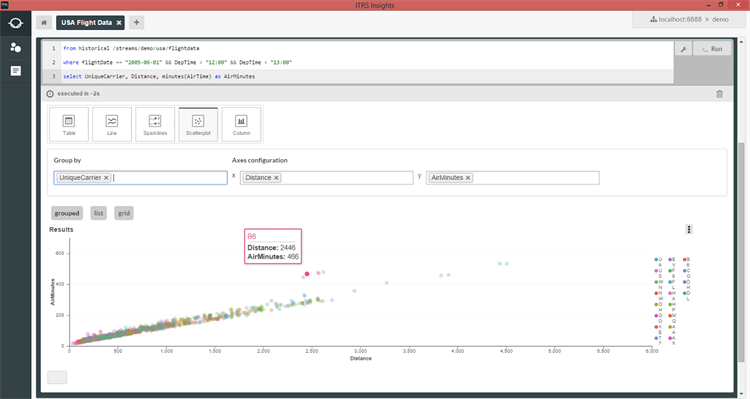 ITRS
ITRS Insights
USA Flight Data
localhost:8888 » demo
1 from historical /streams/demo/usa/flightdata
2 where flightDate == "2005-06-01" && DepTime > "12:00" && DepTime < "13:00"
3 select UniqueCarrier, Distance, minutes(AirTime) as AirMinutes
Run
executed in ~2s
Table Line Sparklines Scatterplot Column
Group by Axes configuration
UniqueCarrier × x Distance × y AirMinutes ×
grouped list grid
Results
B6
Distance: 2446
AirMinutes: 466
AirMinutes
600
400
200
0
0 500 1.000 1.500 2.000 2.500 3.000 3.500 4.000 4.500 5.000 5.500 6.000
Distance